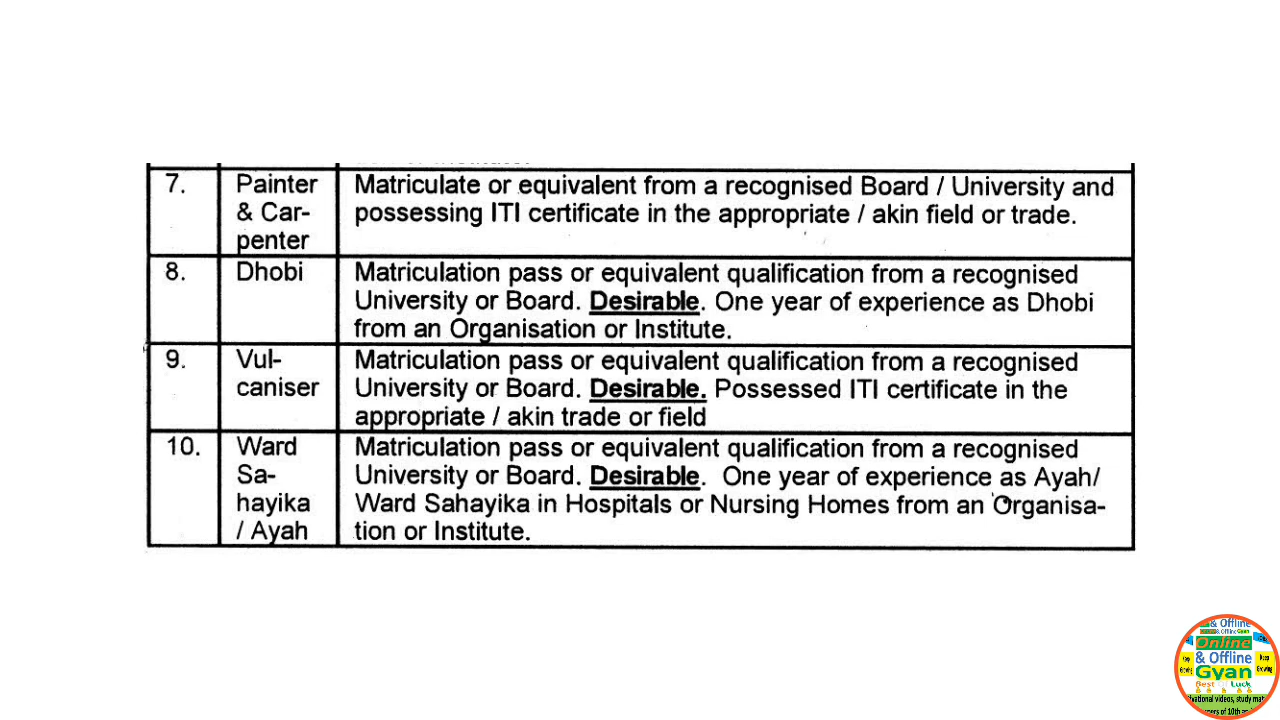 7. Painter & Car-penter Matriculate or equivalent from a recognised Board / University and
possessing ITI certificate in the appropriate / akin field or trade.
8. Dhobi Matriculation pass or equivalent qualification from a recognised
University or Board. Desirable. One year of experience as Dhobi
from an Organisation or Institute.
9. Vul-caniser Matriculation pass or equivalent qualification from a recognised
University or Board. Desirable. Possessed ITI certificate in the
appropriate / akin trade or field
10. Ward Sa-hayika / Ayah Matriculation pass or equivalent qualification from a recognised
University or Board. Desirable. One year of experience as Ayah/
Ward Sahayika in Hospitals or Nursing Homes from an Organisa-
tion or Institute.
& Offline
Online
& Offline
Gyan
Best Of Luck
Keep
Growing